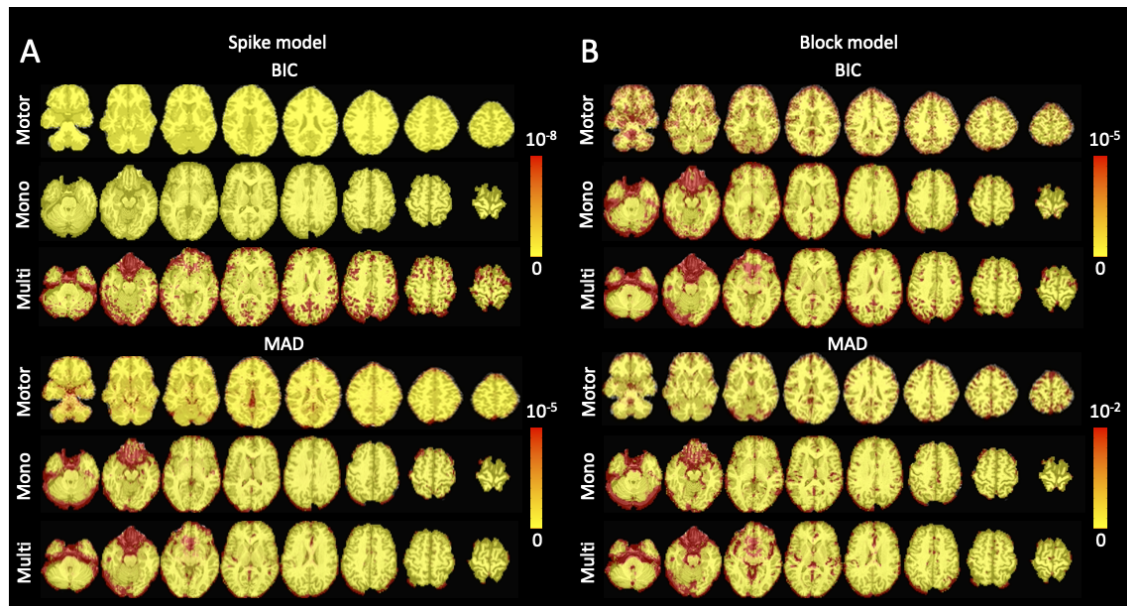 A
Spike model
BIC
Motor
Mono
Multi
10-8
0
MAD
Motor
Mono
Multi
10-5
0
B
Block model
BIC
Motor
Mono
Multi
10-5
0
MAD
Motor
Mono
Multi
10-2
0